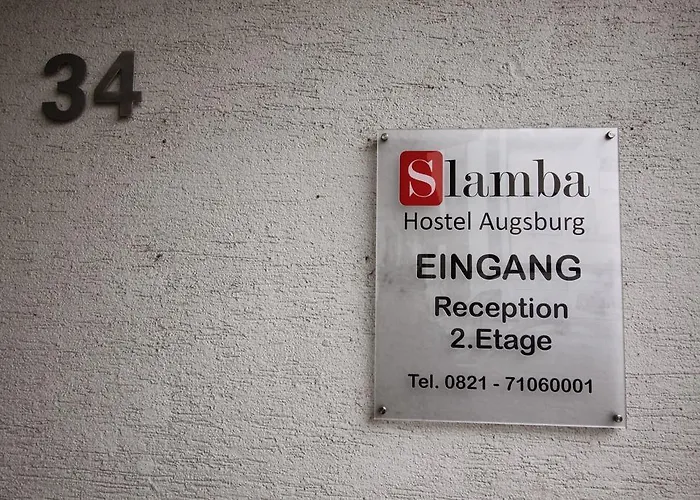 34
Slamba
Hostel Augsburg
EINGANG
Reception
2.Etage
Tel. 0821 - 71060001